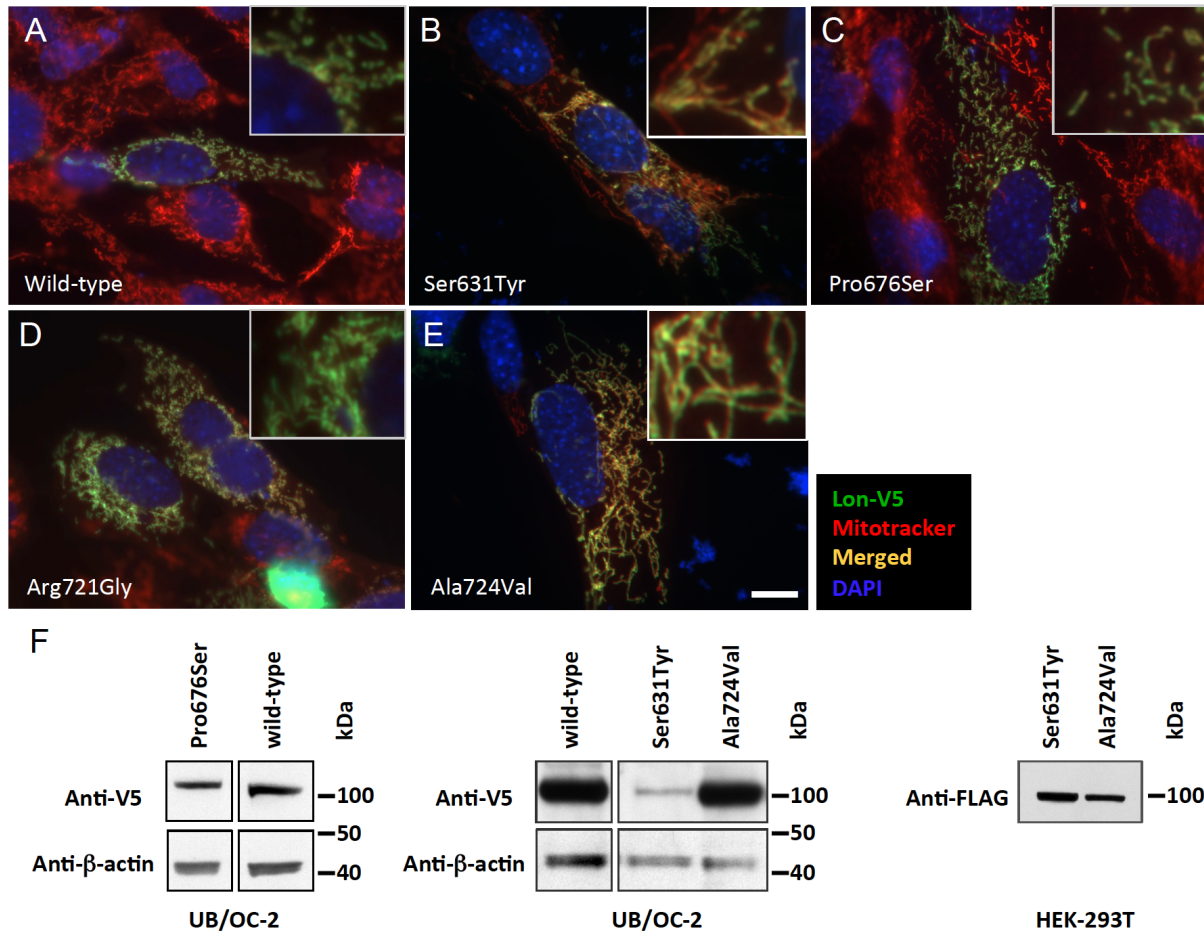 A
Wild-type
B
Ser631Tyr
C
Pro676Ser
D
Arg721Gly
E
Ala724Val
Lon-V5
Mitotracker
Merged
DAPI
F
Pro676Ser
wild-type
kDa
Anti-V5
100
50
Anti-β-actin
40
UB/OC-2
wild-type
Ser631Tyr
Ala724Val
kDa
Anti-V5
100
50
Anti-β-actin
40
UB/OC-2
Ser631Tyr
Ala724Val
kDa
Anti-FLAG
100
HEK-293T